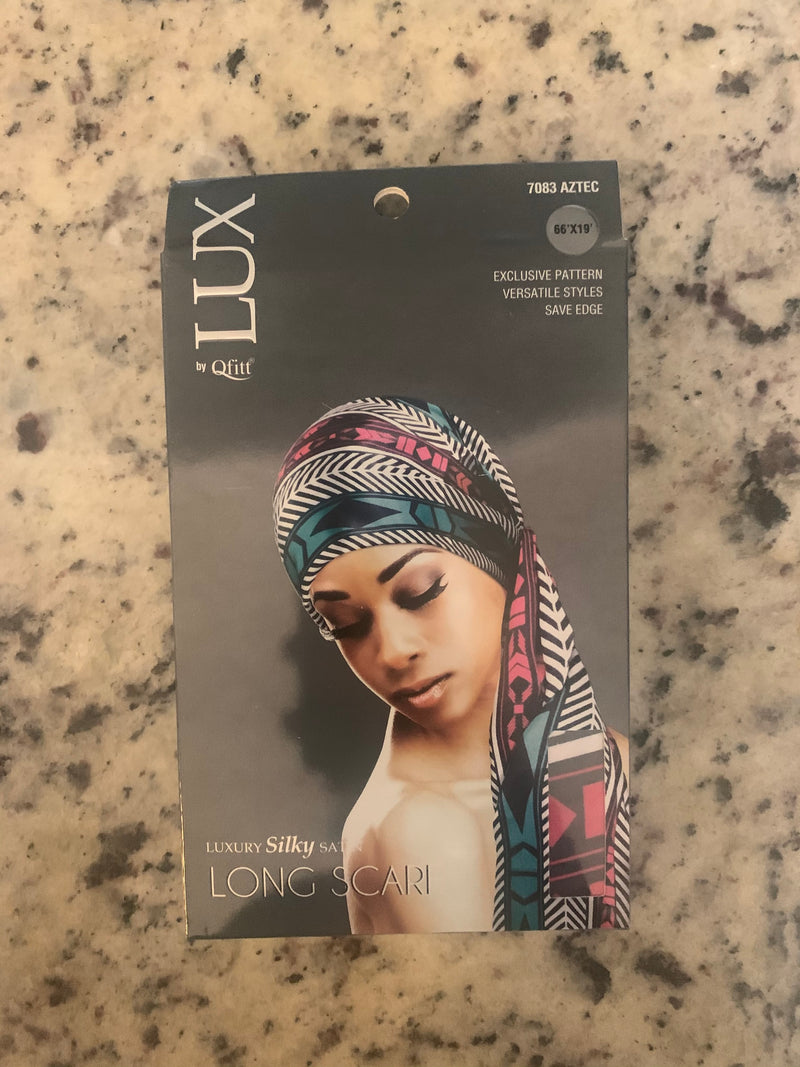 LUX
by Qfitt®
7083 AZTEC
66'X19'
EXCLUSIVE PATTERN
VERSATILE STYLES
SAVE EDGE
LUXURY Silky SATIN
LONG SCARF